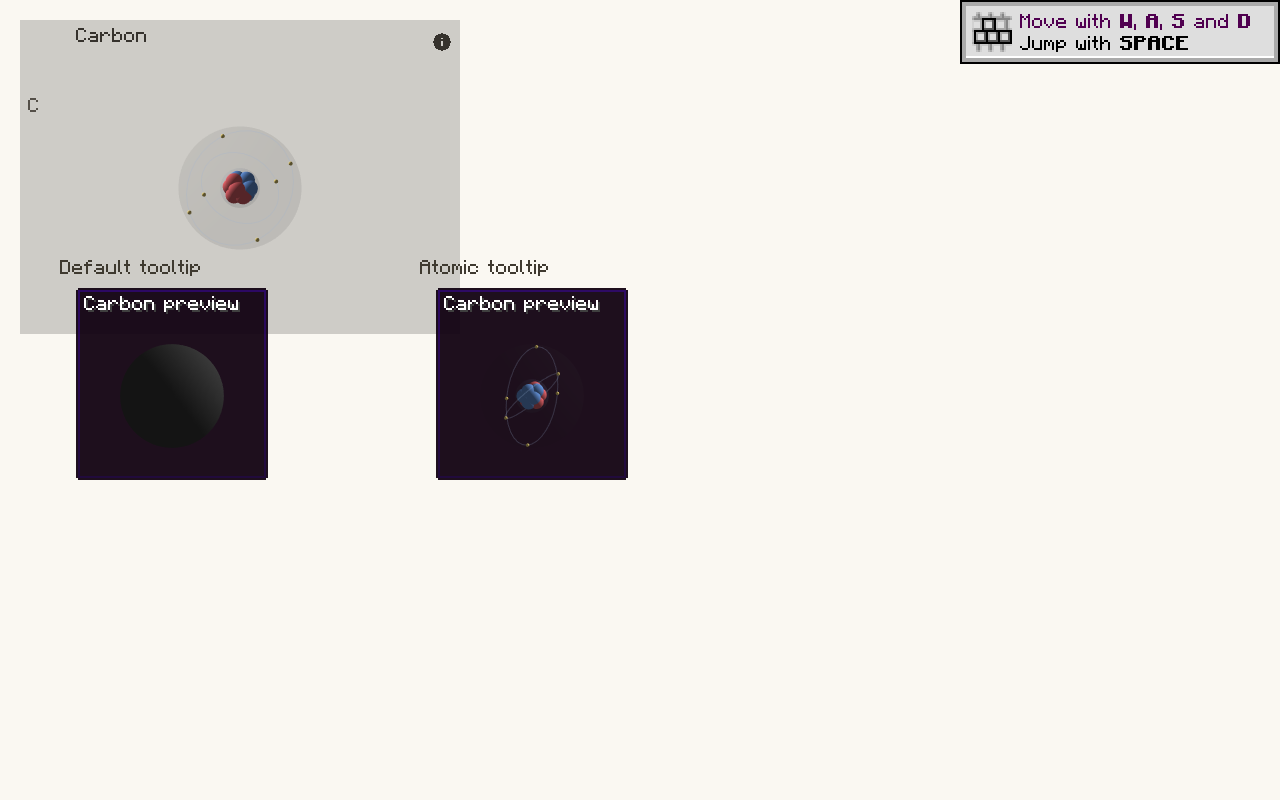 Carbon
i
Move with W, A, S and D
Jump with SPACE
C
Default tooltip
Atomic tooltip
Carbon preview
Carbon preview